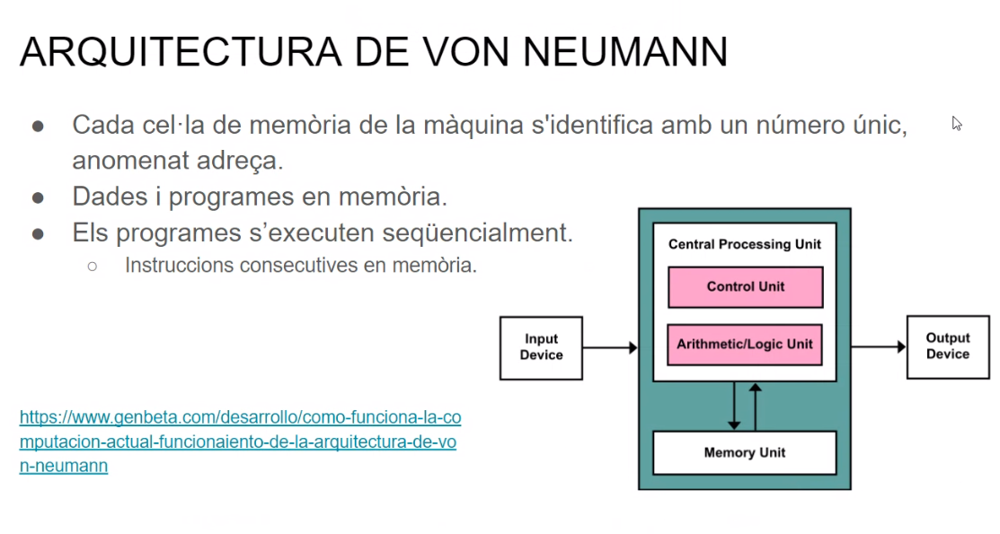 ARQUITECTURA DE VON NEUMANN
● Cada cel·la de memòria de la màquina s'identifica amb un número únic,
anomenat adreça.
● Dades i programes en memòria.
● Els programes s’executen seqüencialment.
○ Instruccions consecutives en memòria.
Central Processing Unit
Control Unit
Arithmetic/Logic Unit
Input
Device
Output
Device
Memory Unit
https://www.genbeta.com/desarrollo/como-funciona-la-co
mputacion-actual-funcionaiento-de-la-arquitectura-de-vo
n-neumann